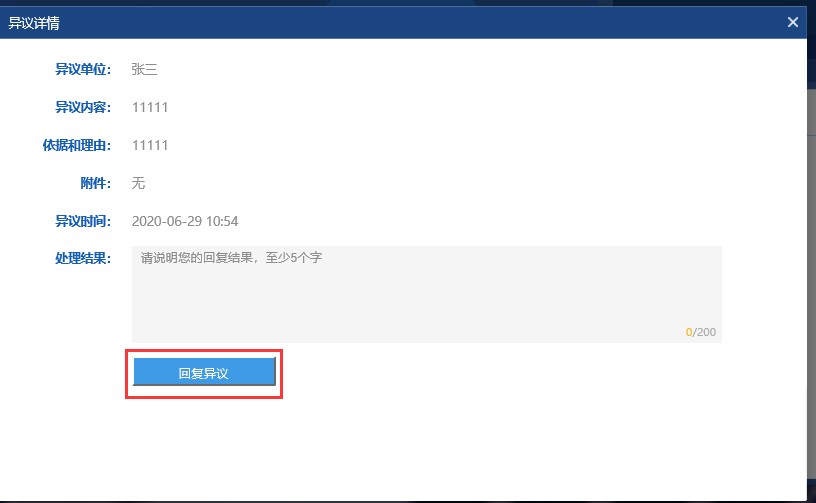 异议详情
异议单位： 张三
异议内容： 11111
依据和理由： 11111
附件： 无
异议时间： 2020-06-29 10:54
处理结果： 请说明您的回复结果，至少5个字
0/200
回复异议